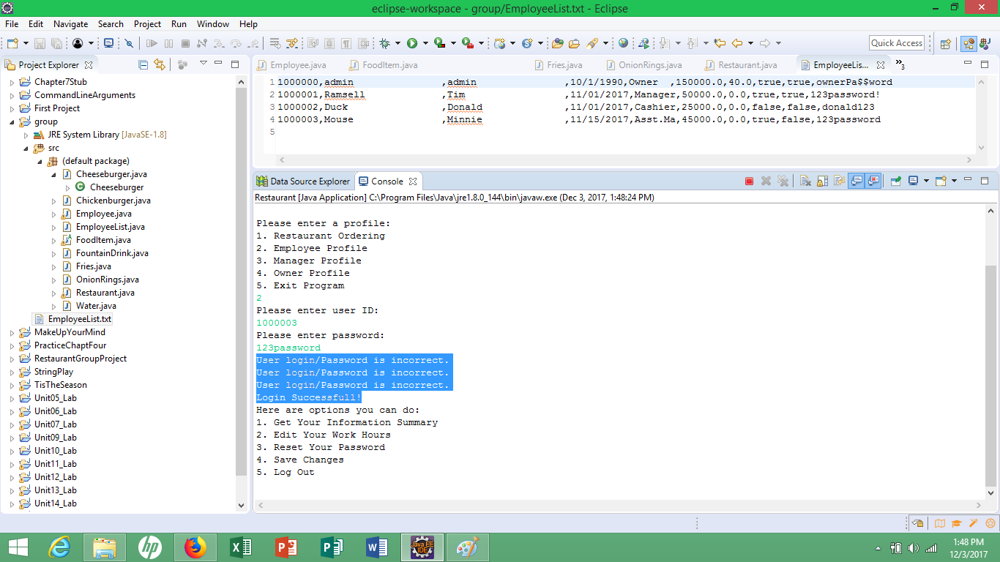 eclipse-workspace - group/EmployeeList.txt - Eclipse
File Edit Navigate Search Project Run Window Help
Quick Access
Project Explorer
Chapter7Stub
CommandLineArguments
First Project
group
JRE System Library [JavaSE-1.8]
src
(default package)
Cheeseburger.java
Cheeseburger
Chickenburger.java
Employee.java
EmployeeList.java
FoodItem.java
FountainDrink.java
Fries.java
OnionRings.java
Restaurant.java
Water.java
EmployeeList.txt
MakeUpYourMind
PracticeChaptFour
RestaurantGroupProject
StringPlay
TisTheSeason
Unit05_Lab
Unit06_Lab
Unit07_Lab
Unit09_Lab
Unit10_Lab
Unit11_Lab
Unit12_Lab
Unit13_Lab
Unit14_Lab
Employee.java FoodItem.java Fries.java OnionRings.java Restaurant.java EmployeeLis... »3
1 1000000,admin ,admin ,10/1/1990,Owner ,150000.0,40.0,true,true,ownerPa$$word
2 1000001,Ramsell ,Tim ,11/01/2017,Manager,50000.0,0.0,true,true,123password!
3 1000002,Duck ,Donald ,11/01/2017,Cashier,25000.0,0.0,false,false,donald123
4 1000003,Mouse ,Minnie ,11/15/2017,Asst.Ma,45000.0,0.0,true,false,123password
5
Data Source Explorer Console
Restaurant [Java Application] C:\Program Files\Java\jre1.8.0_144\bin\javaw.exe (Dec 3, 2017, 1:48:24 PM)
Please enter a profile:
1. Restaurant Ordering
2. Employee Profile
3. Manager Profile
4. Owner Profile
5. Exit Program
2
Please enter user ID:
1000003
Please enter password:
123password
User login/Password is incorrect.
User login/Password is incorrect.
User login/Password is incorrect.
Login Successfull!
Here are options you can do:
1. Get Your Information Summary
2. Edit Your Work Hours
3. Reset Your Password
4. Save Changes
5. Log Out
hp
Java EE
IDE
1:48 PM
12/3/2017